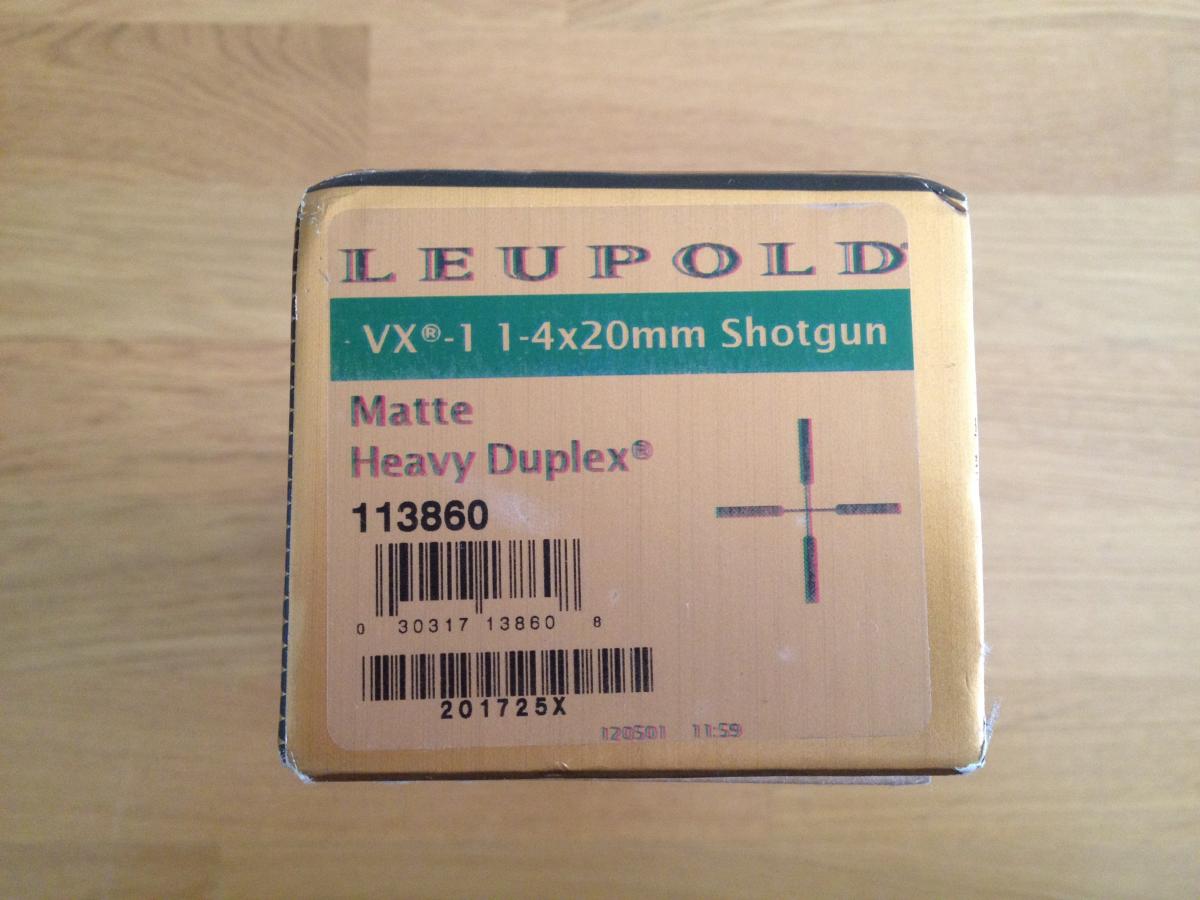 LEUPOLD®
VX®-1 1-4x20mm Shotgun
Matte
Heavy Duplex®
113860
0 30317 13860 8
201725X
120501 11:59